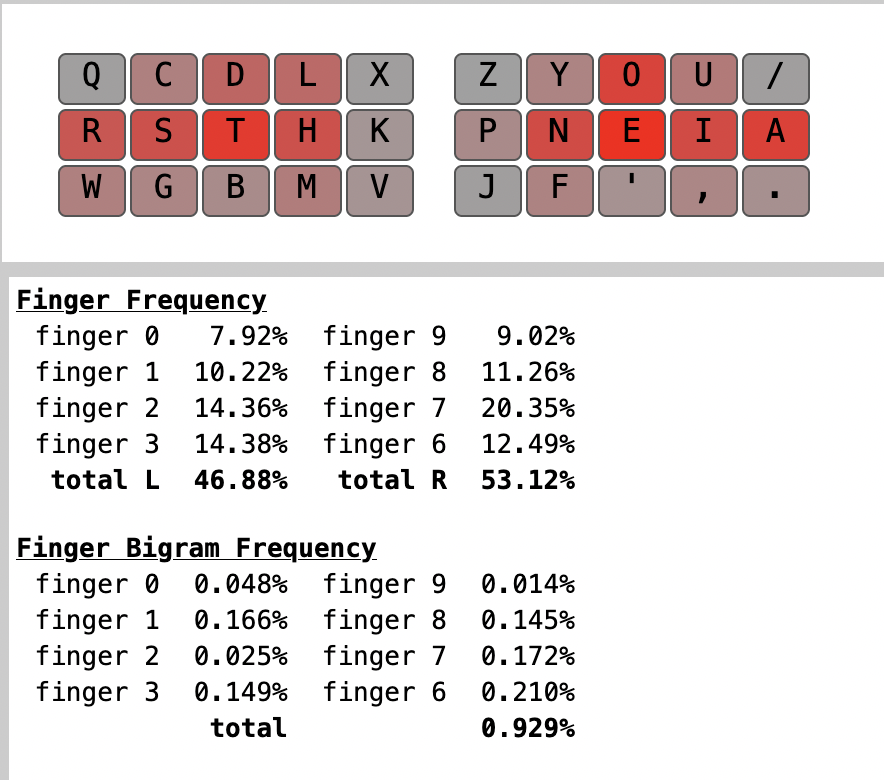 Q C D L X Z Y O U /
R S T H K P N E I A
W G B M V J F ' , .
Finger Frequency
finger 0 7.92% finger 9 9.02%
finger 1 10.22% finger 8 11.26%
finger 2 14.36% finger 7 20.35%
finger 3 14.38% finger 6 12.49%
total L 46.88% total R 53.12%
Finger Bigram Frequency
finger 0 0.048% finger 9 0.014%
finger 1 0.166% finger 8 0.145%
finger 2 0.025% finger 7 0.172%
finger 3 0.149% finger 6 0.210%
total 0.929%